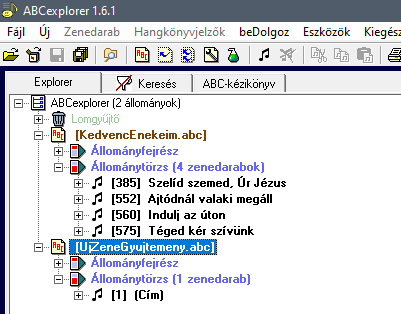 ABCexplorer 1.6.1
Fájl Új Zenedarab Hangkönyvjelzők beDolgoz Eszközök Kiegész
Explorer Keresés ABC-kézikönyv
ABCexplorer (2 állományok)
Lomgyűjtő
[KedvencEnekeim.abc]
Állományfejrész
Állománytörzs (4 zenedarabok)
[385] Szelíd szemed, Úr Jézus
[552] Ajtódnál valaki megáll
[560] Indulj az úton
[575] Téged kér szívünk
[UjZeneGyujtemeny.abc]
Állományfejrész
Állománytörzs (1 zenedarab)
[1] (Cím)